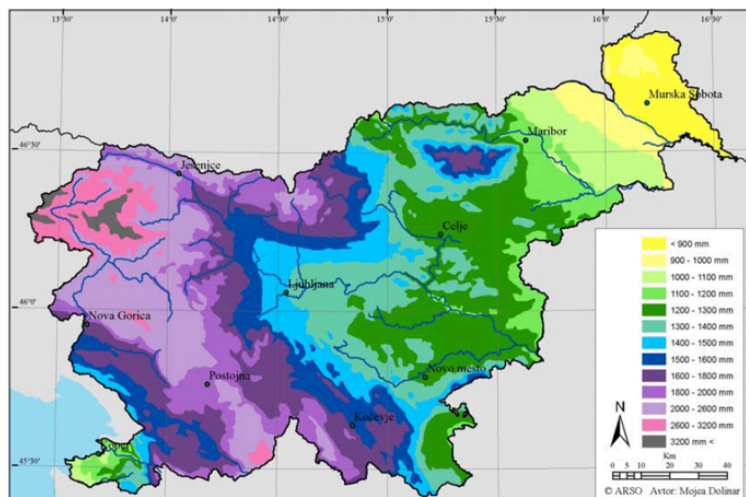 13°30' 14°0' 14°30' 15°0' 15°30' 16°0' 16°30'
Murska Sobota
Maribor
46°30'
Jesenice
Celje
Ljubljana
46°0'
Nova Gorica
Postojna
Novo mesto
Kočevje
Koper
45°30'
< 900 mm
900 - 1000 mm
1000 - 1100 mm
1100 - 1200 mm
1200 - 1300 mm
1300 - 1400 mm
1400 - 1500 mm
1500 - 1600 mm
1600 - 1800 mm
1800 - 2000 mm
2000 - 2600 mm
2600 - 3200 mm
3200 mm <
N
Km
0 5 10 20 30 40
© ARSO Avtor: Mojca Dolinar